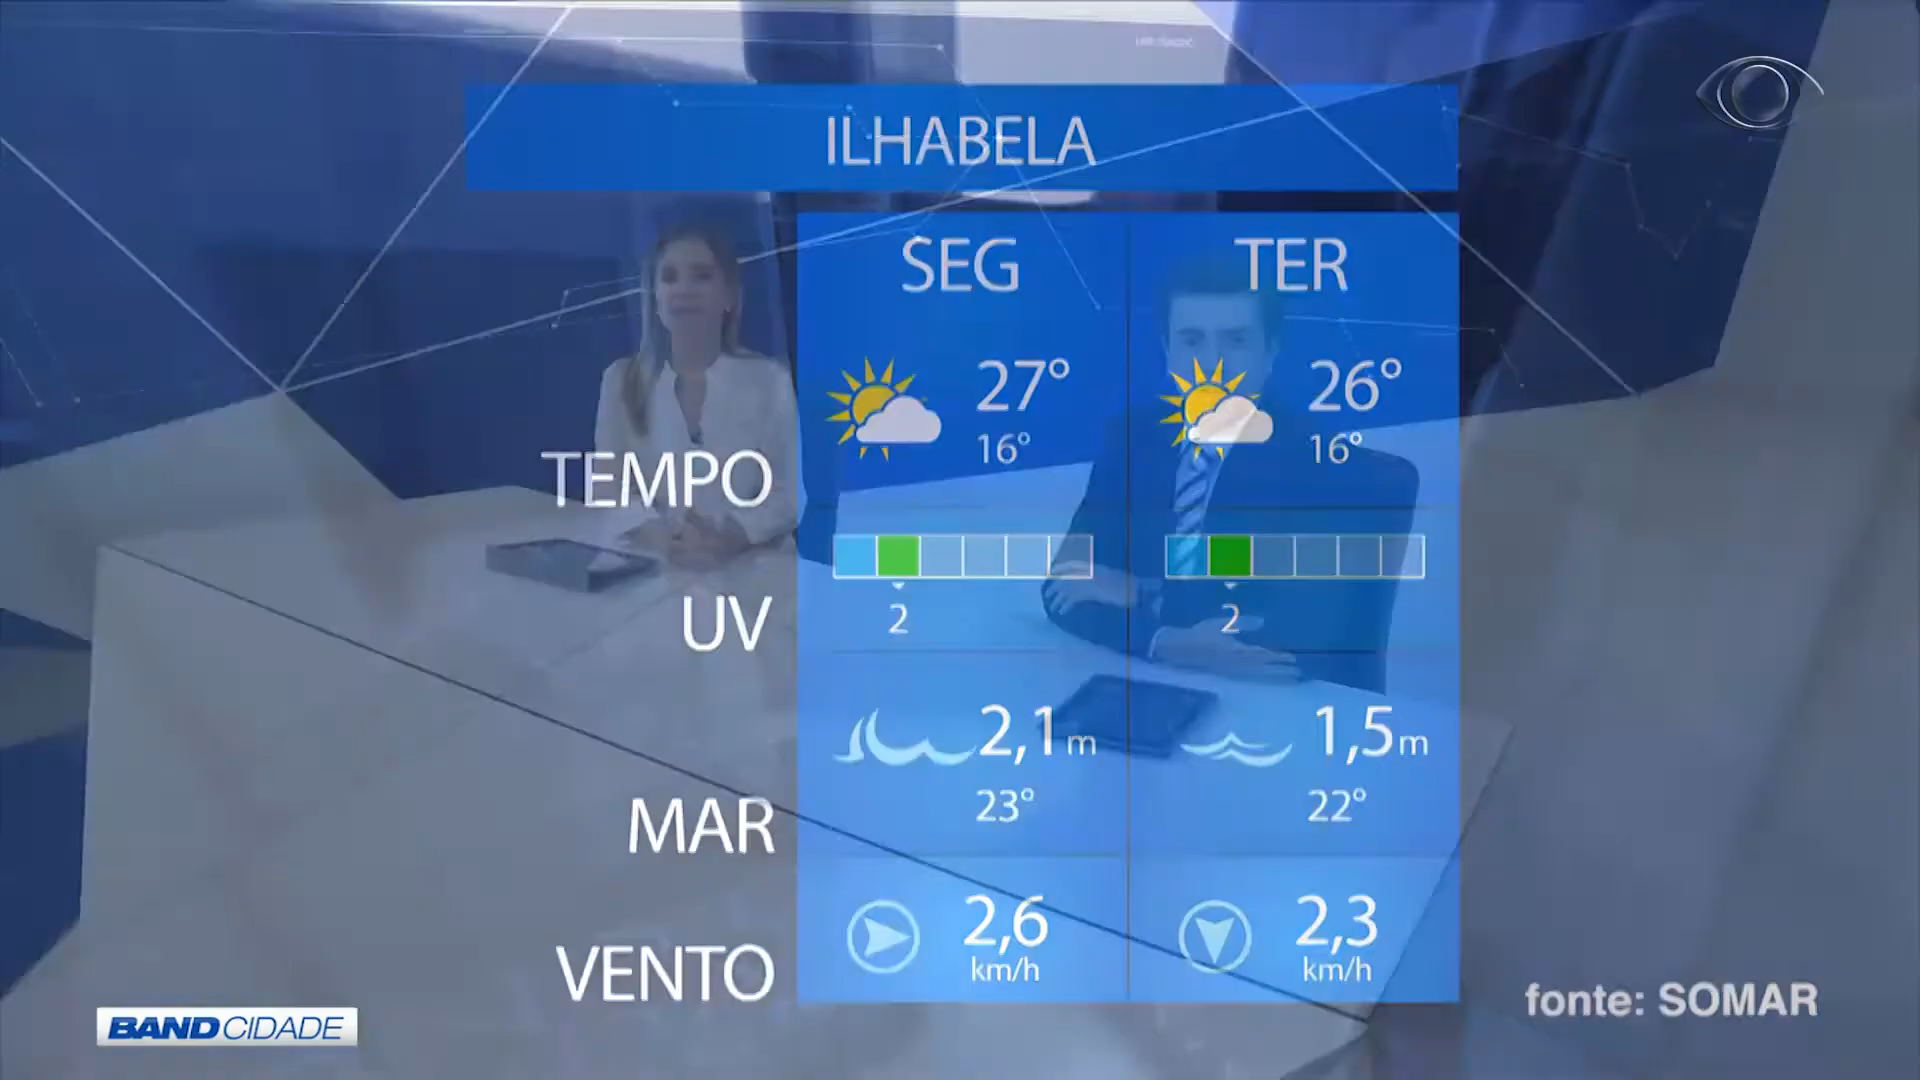 ILHABELA
SEG TER
27° 26°
16° 16°
TEMPO
2 2
UV
2,1m 1,5m
23° 22°
MAR
2,6 2,3
km/h km/h
VENTO
fonte: SOMAR
BAND CIDADE